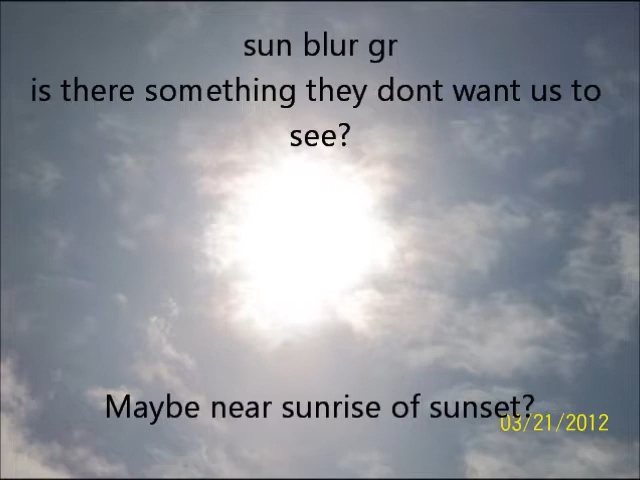 sun blur gr
is there something they dont want us to
see?
Maybe near sunrise of sunset?
03/21/2012